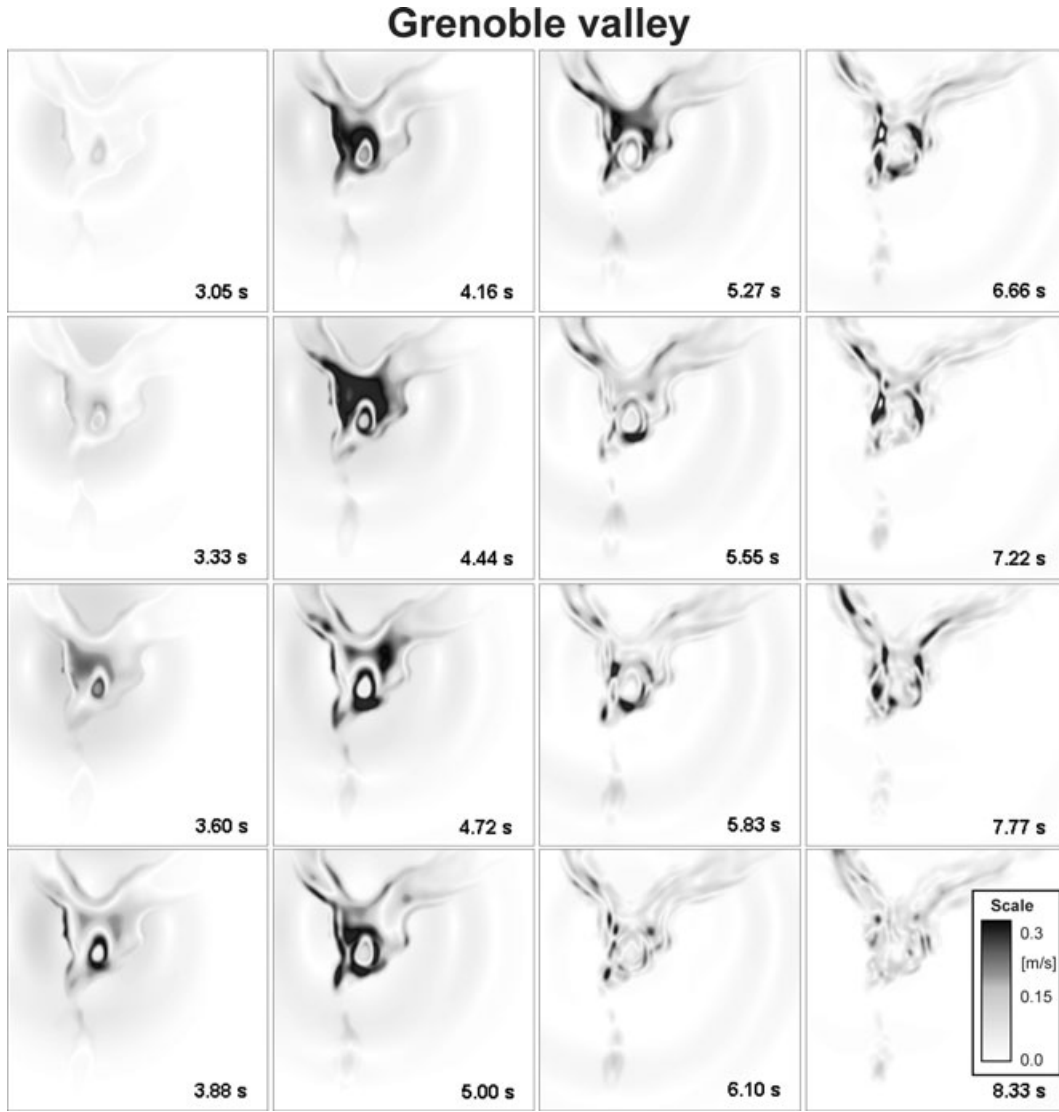 Grenoble valley
3.05 s
4.16 s
5.27 s
6.66 s
3.33 s
4.44 s
5.55 s
7.22 s
3.60 s
4.72 s
5.83 s
7.77 s
3.88 s
5.00 s
6.10 s
8.33 s
Scale
0.3
[m/s]
0.15
0.0